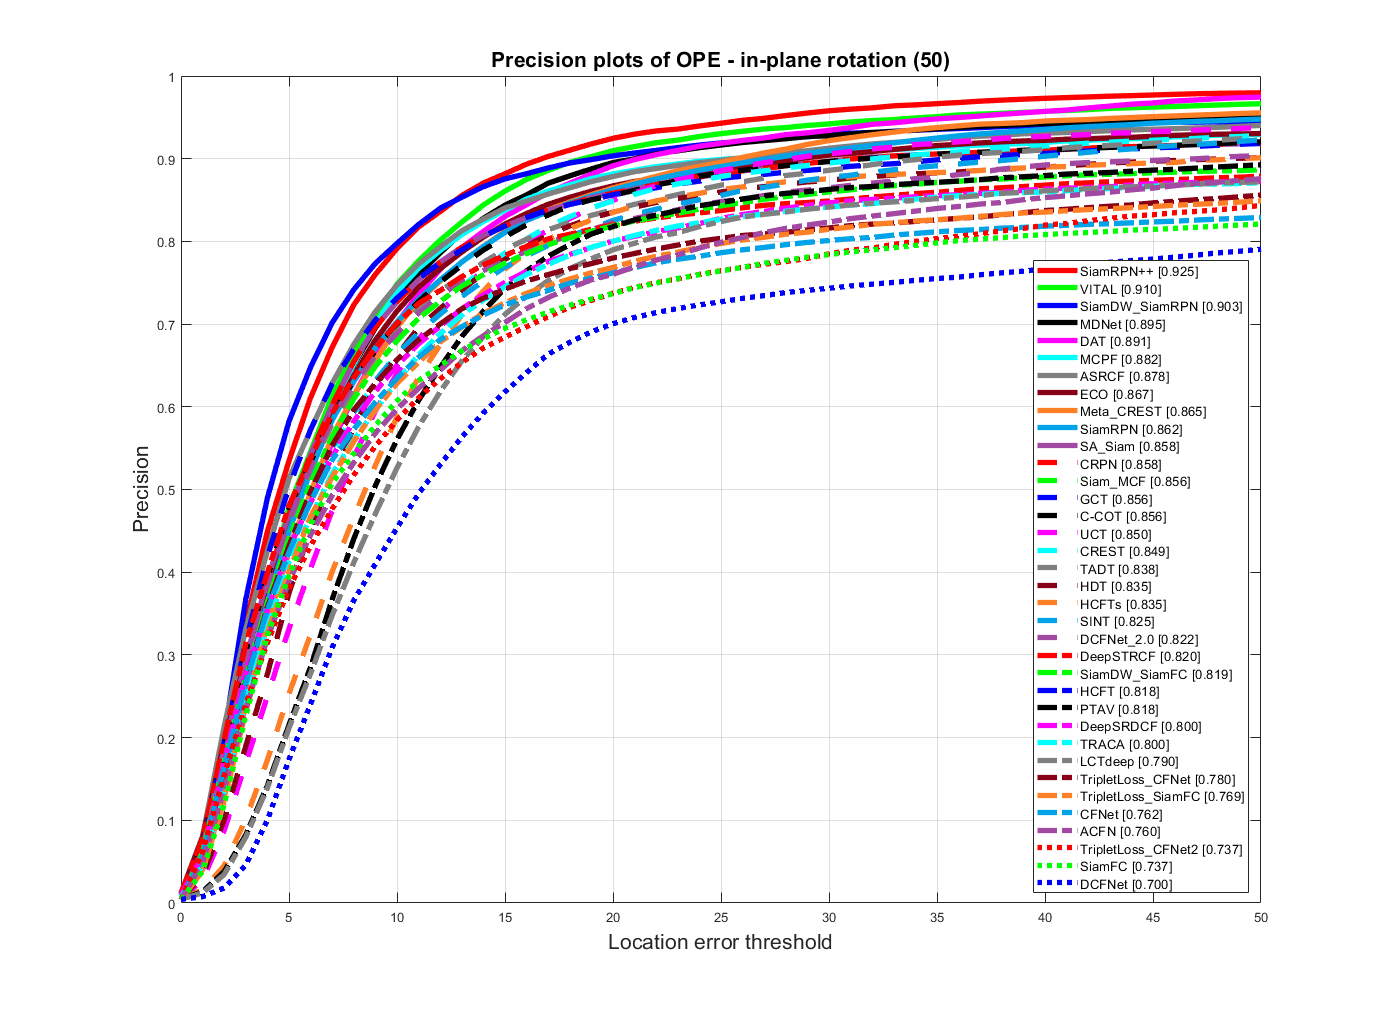 Precision plots of OPE - in-plane rotation (50)
1
0.9
0.8
0.7
0.6
0.5
0.4
0.3
0.2
0.1
0
Precision
0 5 10 15 20 25 30 35 40 45 50
Location error threshold
SiamRPN++ [0.925]
VITAL [0.910]
SiamDW_SiamRPN [0.903]
MDNet [0.895]
DAT [0.891]
MCPF [0.882]
ASRCF [0.878]
ECO [0.867]
Meta_CREST [0.865]
SiamRPN [0.862]
SA_Siam [0.858]
CRPN [0.858]
Siam_MCF [0.856]
GCT [0.856]
C-COT [0.856]
UCT [0.850]
CREST [0.849]
TADT [0.838]
HDT [0.835]
HCFTs [0.835]
SINT [0.825]
DCFNet_2.0 [0.822]
DeepSTRCF [0.820]
SiamDW_SiamFC [0.819]
HCFT [0.818]
PTAV [0.818]
DeepSRDCF [0.800]
TRACA [0.800]
LCTdeep [0.790]
TripletLoss_CFNet [0.780]
TripletLoss_SiamFC [0.769]
CFNet [0.762]
ACFN [0.760]
TripletLoss_CFNet2 [0.737]
SiamFC [0.737]
DCFNet [0.700]